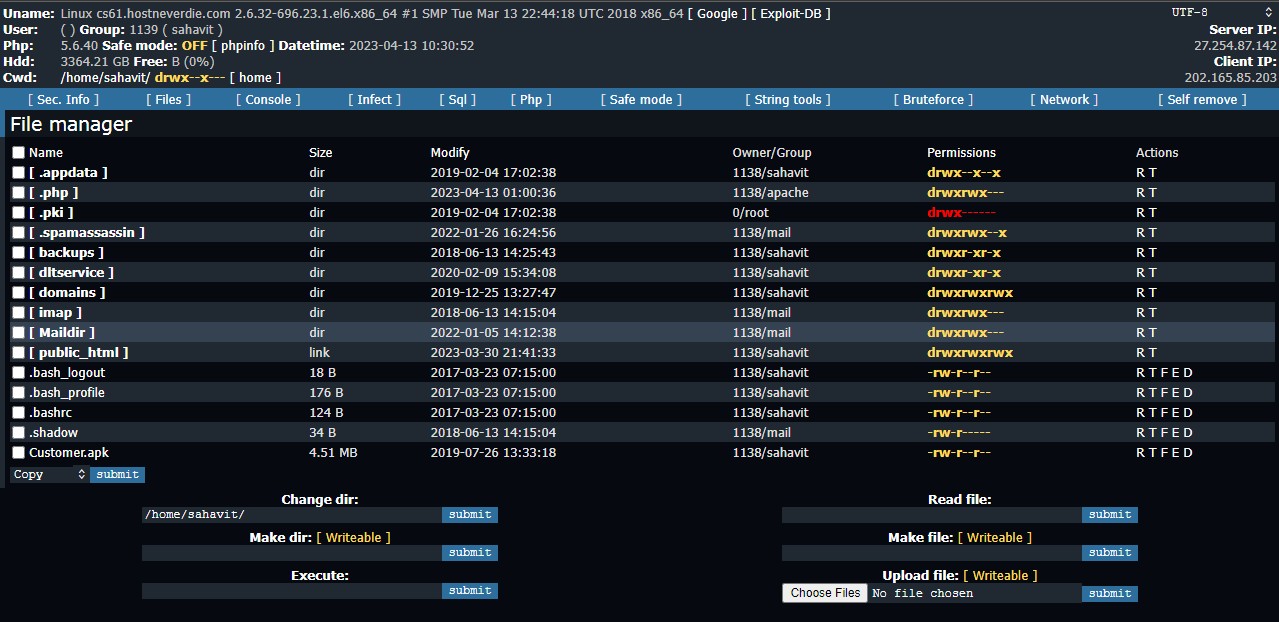 Uname: Linux cs61.hostneverdie.com 2.6.32-696.23.1.el6.x86_64 #1 SMP Tue Mar 13 22:44:18 UTC 2018 x86_64 [ Google ] [ Exploit-DB ] UTF-8
User: ( ) Group: 1139 ( sahavit ) Server IP:
Php: 5.6.40 Safe mode: OFF [ phpinfo ] Datetime: 2023-04-13 10:30:52 27.254.87.142
Hdd: 3364.21 GB Free: B (0%) Client IP:
Cwd: /home/sahavit/ drwx--x--- [ home ] 202.165.85.203
[ Sec. Info ] [ Files ] [ Console ] [ Infect ] [ Sql ] [ Php ] [ Safe mode ] [ String tools ] [ Bruteforce ] [ Network ] [ Self remove ]
File manager
Name Size Modify Owner/Group Permissions Actions
[ .appdata ] dir 2019-02-04 17:02:38 1138/sahavit drwx--x--x R T
[ .php ] dir 2023-04-13 01:00:36 1138/apache drwxrwx--- R T
[ .pki ] dir 2019-02-04 17:02:38 0/root drwx------ R T
[ .spamassassin ] dir 2022-01-26 16:24:56 1138/mail drwxrwx--x R T
[ backups ] dir 2018-06-13 14:25:43 1138/sahavit drwxr-xr-x R T
[ dltservice ] dir 2020-02-09 15:34:08 1138/sahavit drwxr-xr-x R T
[ domains ] dir 2019-12-25 13:27:47 1138/sahavit drwxrwxrwx R T
[ imap ] dir 2018-06-13 14:15:04 1138/mail drwxrwx--- R T
[ Maildir ] dir 2022-01-05 14:12:38 1138/mail drwxrwx--- R T
[ public_html ] link 2023-03-30 21:41:33 1138/sahavit drwxrwxrwx R T
.bash_logout 18 B 2017-03-23 07:15:00 1138/sahavit -rw-r--r-- R T F E D
.bash_profile 176 B 2017-03-23 07:15:00 1138/sahavit -rw-r--r-- R T F E D
.bashrc 124 B 2017-03-23 07:15:00 1138/sahavit -rw-r--r-- R T F E D
.shadow 34 B 2018-06-13 14:15:04 1138/mail -rw-r----- R T F E D
Customer.apk 4.51 MB 2019-07-26 13:33:18 1138/sahavit -rw-r--r-- R T F E D
Copy submit
Change dir: Read file:
/home/sahavit/ submit submit
Make dir: [ Writeable ] Make file: [ Writeable ]
submit submit
Execute: Upload file: [ Writeable ]
submit Choose Files No file chosen submit